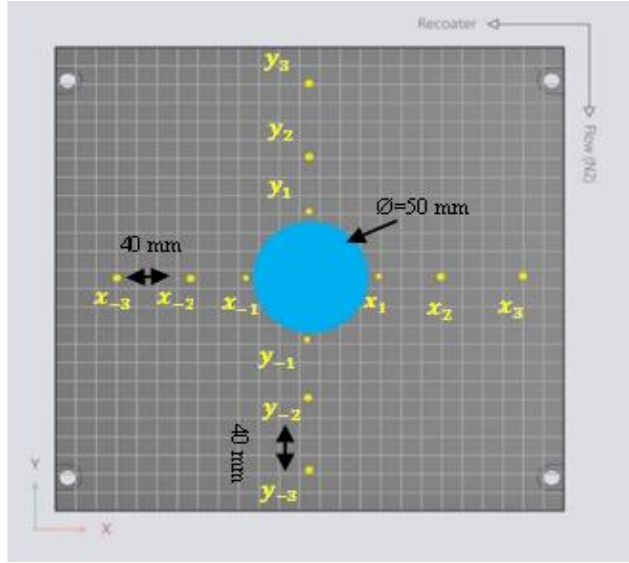 Recoater
y₃
Flow (N2)
y₂
y₁
Ø=50 mm
40 mm
x₋₃ x₋₂ x₋₁ x₁ x₂ x₃
y₋₁
y₋₂
40 mm
y₋₃
Y
X